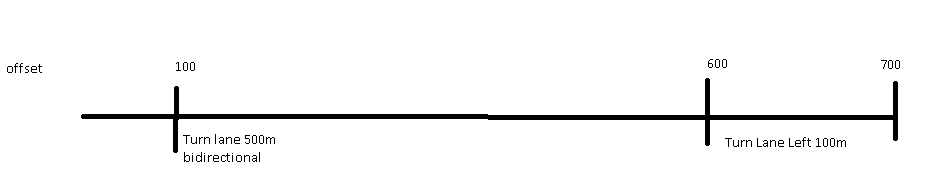 offset
100
600
700
Turn lane 500m
bidirectional
Turn Lane Left 100m